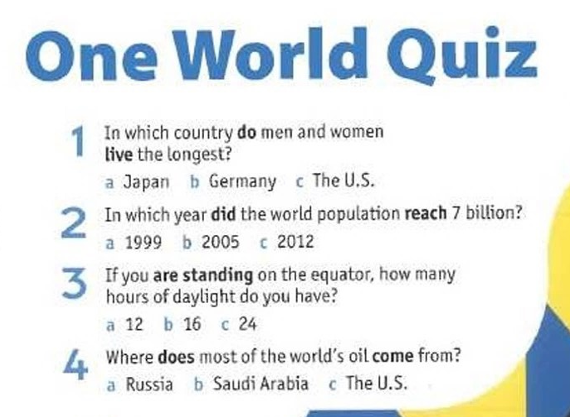 One World Quiz
1 In which country do men and women
live the longest?
a Japan b Germany c The U.S.
2 In which year did the world population reach 7 billion?
a 1999 b 2005 c 2012
3 If you are standing on the equator, how many
hours of daylight do you have?
a 12 b 16 c 24
4 Where does most of the world's oil come from?
a Russia b Saudi Arabia c The U.S.